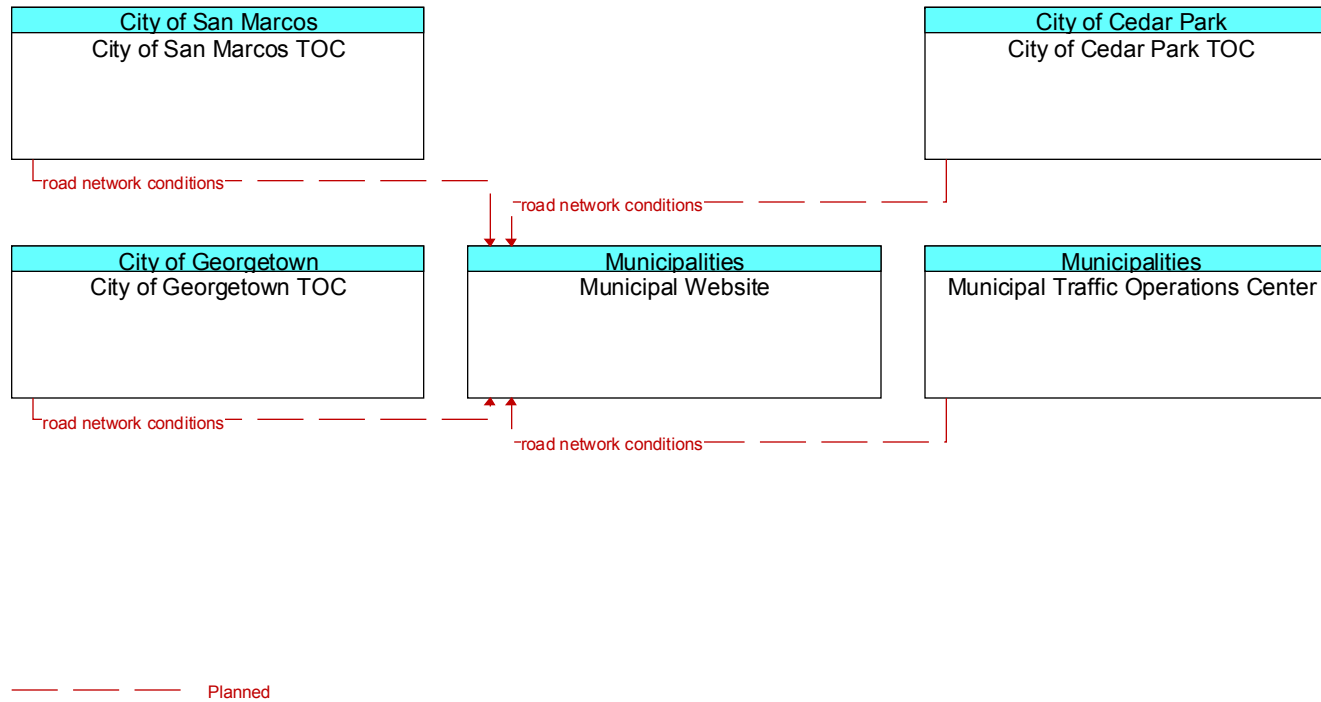 City of San Marcos
City of San Marcos TOC
City of Cedar Park
City of Cedar Park TOC
road network conditions
road network conditions
City of Georgetown
City of Georgetown TOC
Municipalities
Municipal Website
Municipalities
Municipal Traffic Operations Center
road network conditions
road network conditions
Planned